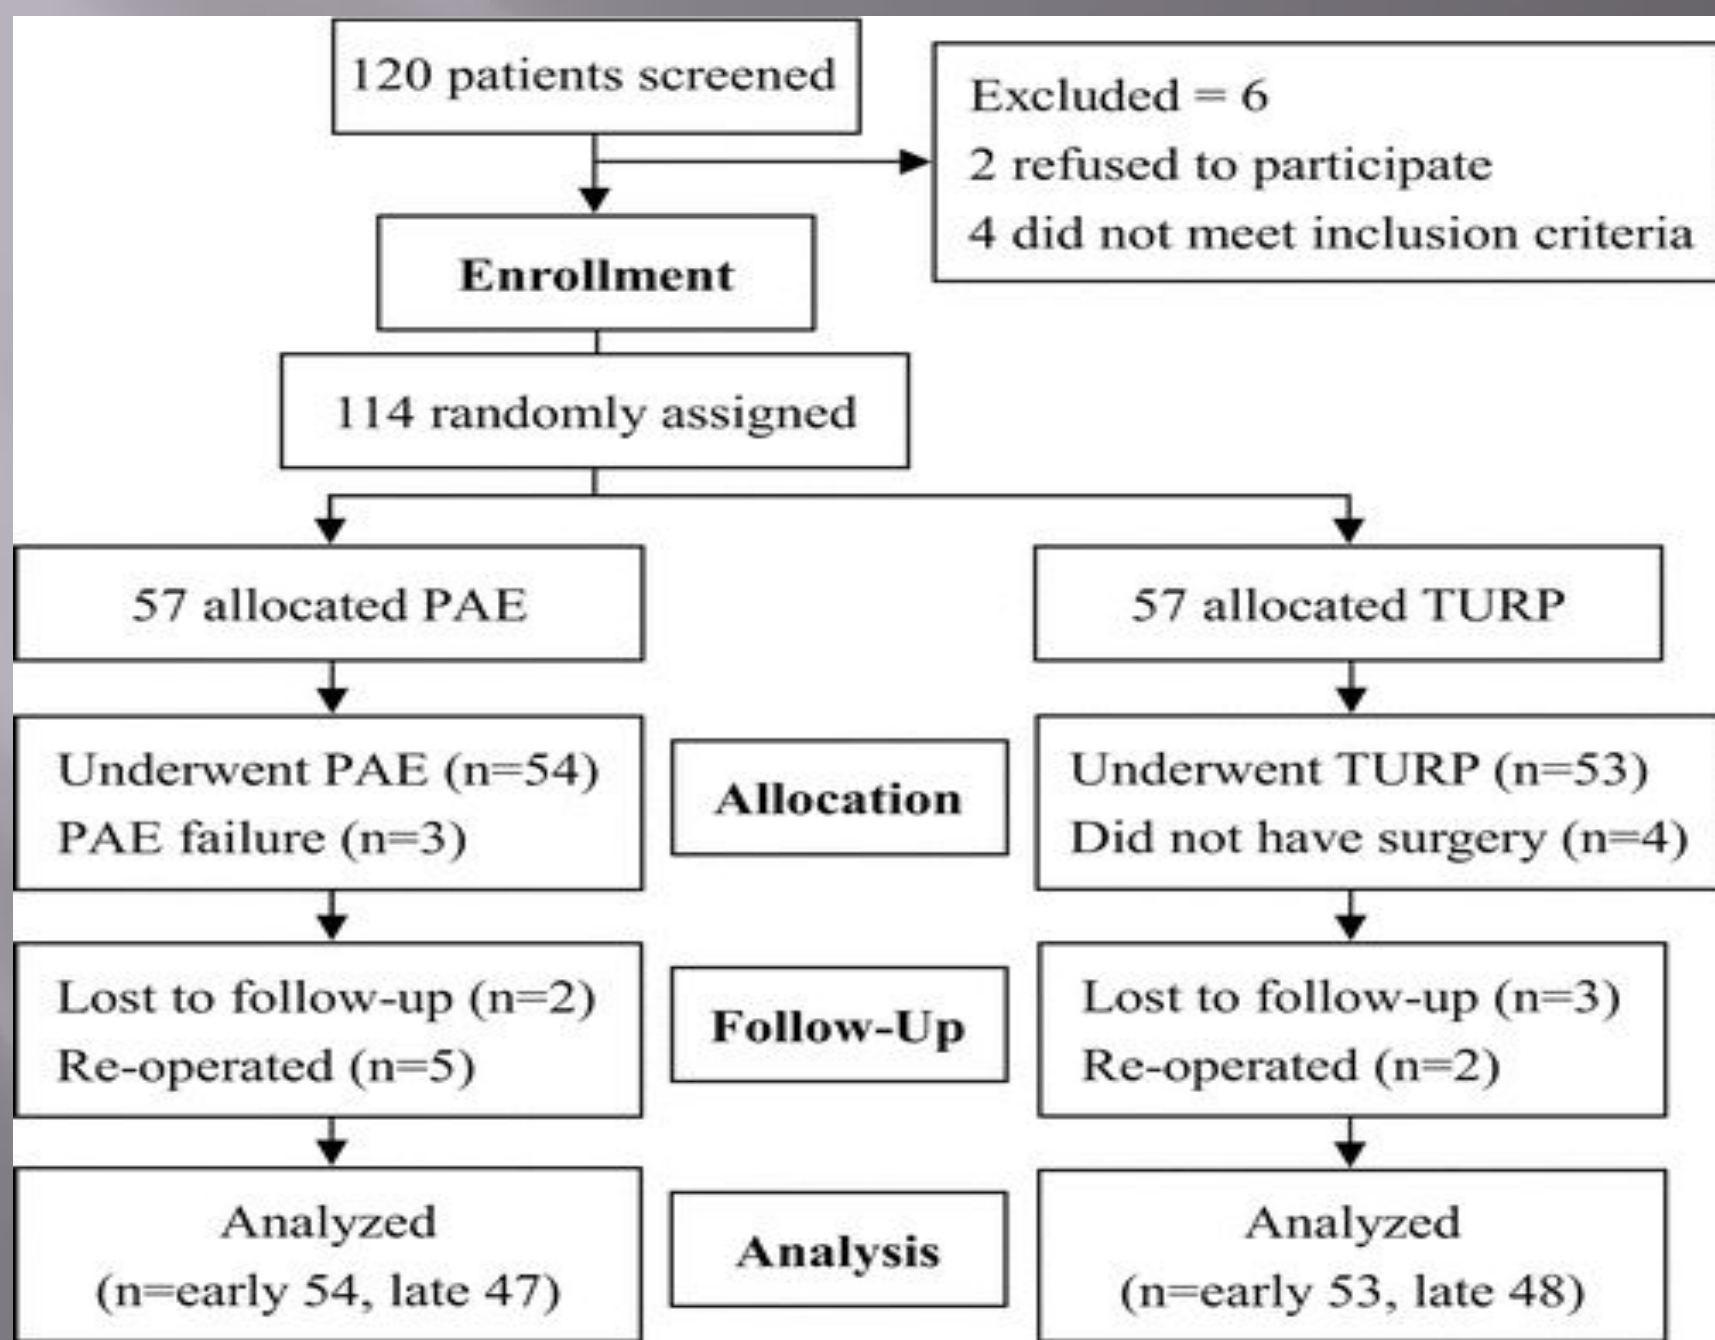 120 patients screened
Excluded = 6
2 refused to participate
4 did not meet inclusion criteria
Enrollment
114 randomly assigned
57 allocated PAE
57 allocated TURP
Underwent PAE (n=54)
PAE failure (n=3)
Allocation
Underwent TURP (n=53)
Did not have surgery (n=4)
Lost to follow-up (n=2)
Re-operated (n=5)
Follow-Up
Lost to follow-up (n=3)
Re-operated (n=2)
Analyzed
(n=early 54, late 47)
Analysis
Analyzed
(n=early 53, late 48)